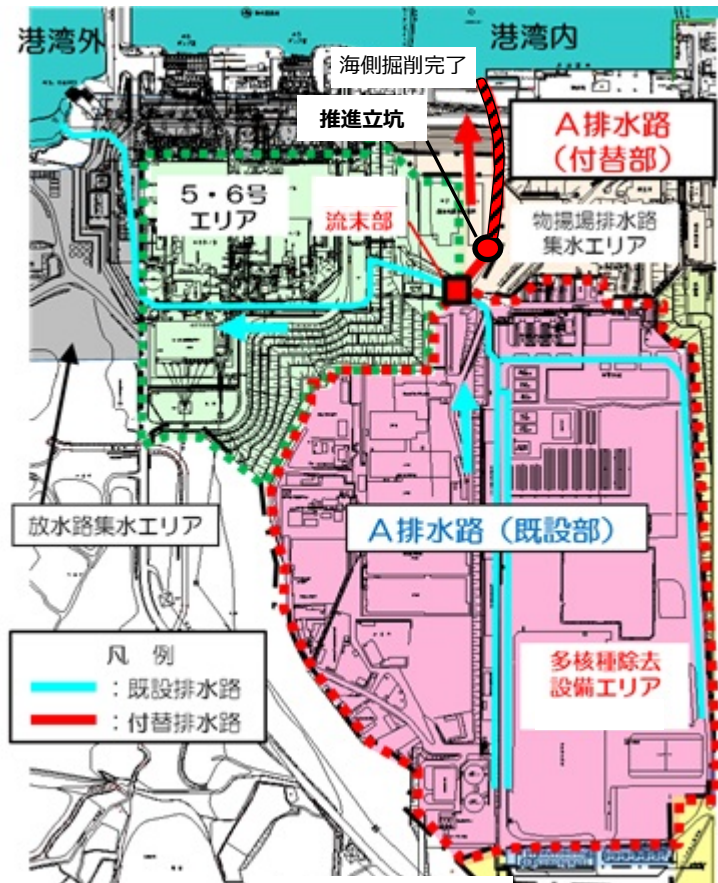 港湾外
港湾内
海側掘削完了
推進立坑
A排水路
(付替部)
5・6号
エリア
流末部
物揚場排水路
集水エリア
放水路集水エリア
A排水路(既設部)
凡 例
:既設排水路
:付替排水路
多核種除去
設備エリア